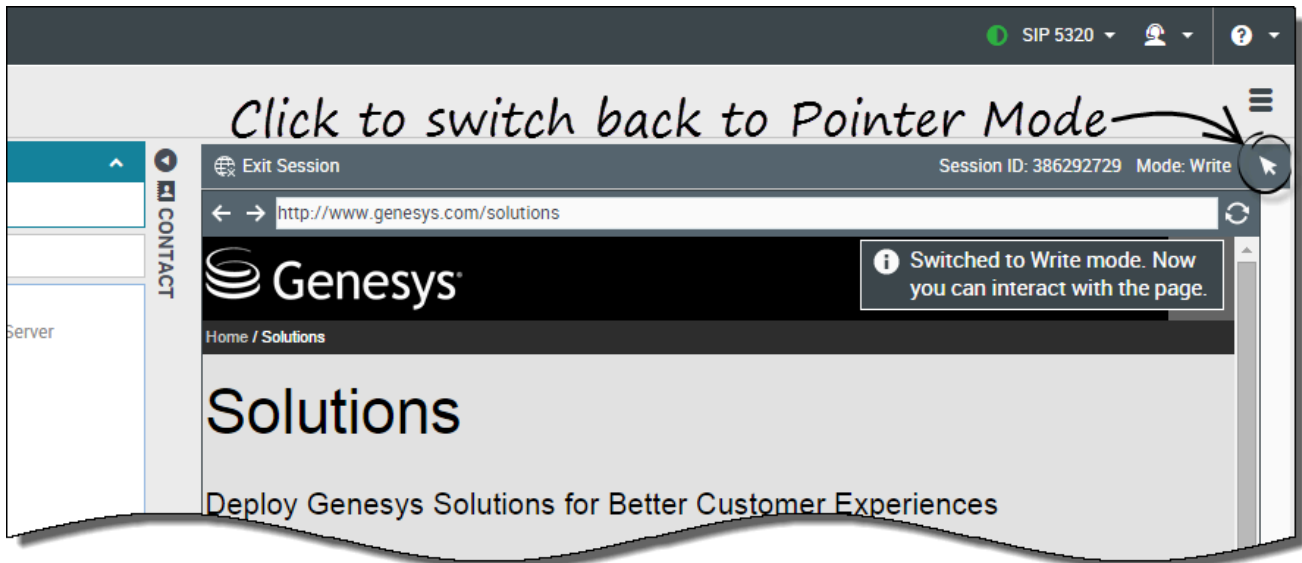 SIP 5320
Click to switch back to Pointer Mode
Exit Session
Session ID: 386292729 Mode: Write
CONTACT
http://www.genesys.com/solutions
Genesys
Switched to Write mode. Now
you can interact with the page.
Server
Home / Solutions
Solutions
Deploy Genesys Solutions for Better Customer Experiences